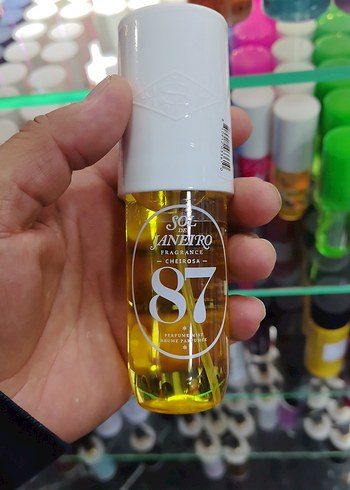 SOL
DE
JANEIRO
FRAGRANCE
CHEIROSA
87
PERFUME MIST
BRUME PARFUMÉE